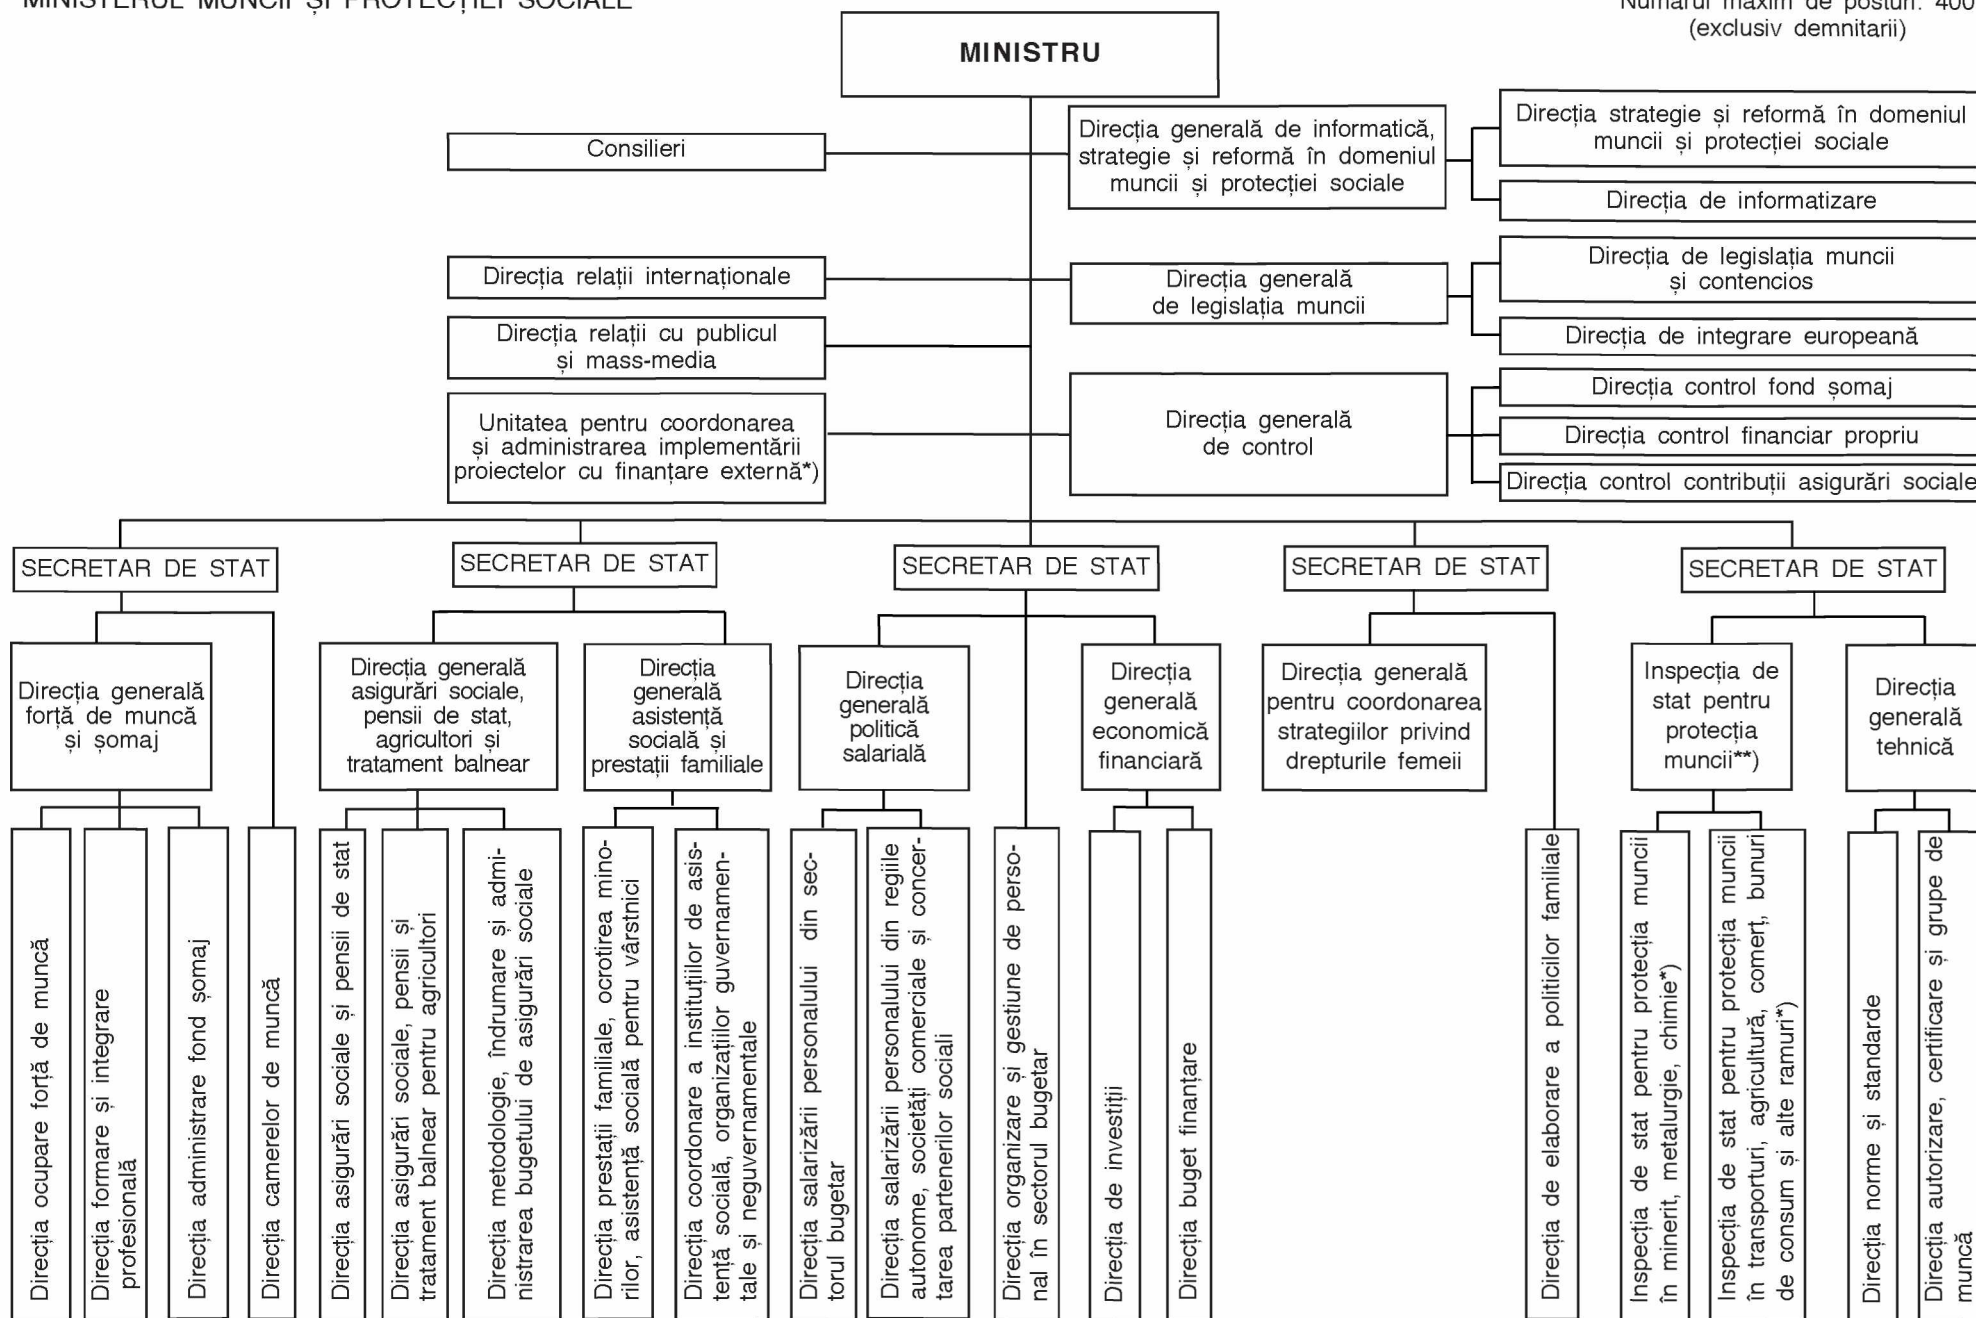 MINISTERUL MUNCII ȘI PROTECȚIEI SOCIALE
Numărul maxim de posturi: 400
(exclusiv demnitarii)
MINISTRU
Consilieri
Direcția generală de informatică,
strategie și reformă în domeniul
muncii și protecției sociale
Direcția strategie și reformă în domeniul
muncii și protecției sociale
Direcția de informatizare
Direcția relații internaționale
Direcția generală
de legislația muncii
Direcția de legislația muncii
și contencios
Direcția de integrare europeană
Direcția relații cu publicul
și mass-media
Unitatea pentru coordonarea
și administrarea implementării
proiectelor cu finanțare externă*)
Direcția generală
de control
Direcția control fond șomaj
Direcția control financiar propriu
Direcția control contribuții asigurări sociale
SECRETAR DE STAT
SECRETAR DE STAT
SECRETAR DE STAT
SECRETAR DE STAT
SECRETAR DE STAT
Direcția generală
forță de muncă
și șomaj
Direcția generală
asigurări sociale,
pensii de stat,
agricultori și
tratament balnear
Direcția
generală
asistență
socială și
prestații familiale
Direcția
generală
politică
salarială
Direcția
generală
economică
financiară
Direcția generală
pentru coordonarea
strategiilor privind
drepturile femeii
Inspecția de
stat pentru
protecția
muncii**)
Direcția
generală
tehnică
Direcția ocupare forță de muncă
Direcția formare și integrare
profesională
Direcția administrare fond șomaj
Direcția camerelor de muncă
Direcția asigurări sociale și pensii de stat
Direcția asigurări sociale, pensii și
tratament balnear pentru agricultori
Direcția metodologie, îndrumare și admi-
nistrarea bugetului de asigurări sociale
Direcția prestații familiale, ocrotirea mino-
rilor, asistență socială pentru vârstnici
Direcția coordonare a instituțiilor de asis-
tență socială, organizațiilor guvernamen-
tale și neguvernamentale
Direcția salarizării personalului din sec-
torul bugetar
Direcția salarizării personalului din regiile
autonome, societăți comerciale și concer-
tarea partenerilor sociali
Direcția organizare și gestiune de perso-
nal în sectorul bugetar
Direcția de investiții
Direcția buget finanțare
Direcția de elaborare a politicilor familiale
Inspecția de stat pentru protecția muncii
în minerit, metalurgie, chimie*)
Inspecția de stat pentru protecția muncii
în transporturi, agricultură, comerț, bunuri
de consum și alte ramuri*)
Direcția norme și standarde
Direcția autorizare, certificare și grupe de
muncă